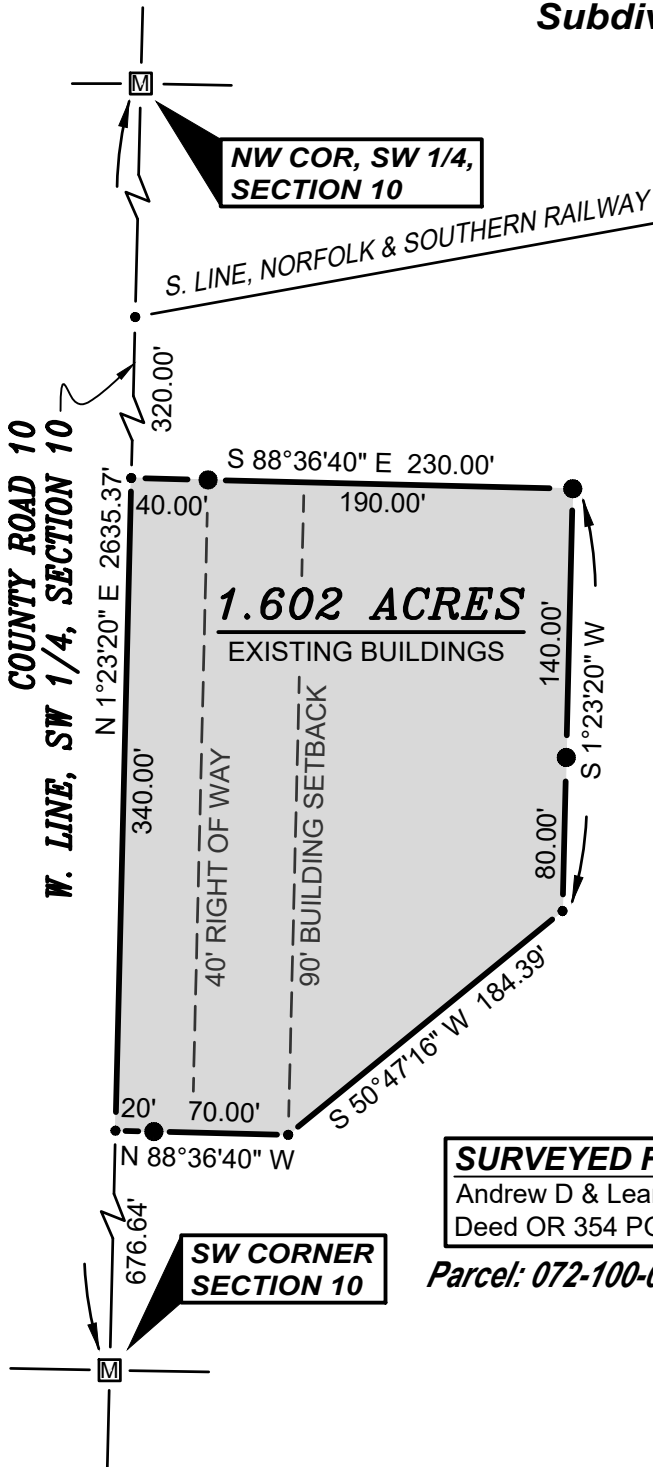 Subdiv
M
NW COR, SW 1/4,
SECTION 10
S. LINE, NORFOLK & SOUTHERN RAILWAY
320.00'
COUNTY ROAD 10
W. LINE, SW 1/4, SECTION 10
N 1°23'20" E 2635.37'
S 88°36'40" E 230.00'
40.00'
190.00'
1.602 ACRES
EXISTING BUILDINGS
140.00'
S 1°23'20" W
340.00'
40' RIGHT OF WAY
90' BUILDING SETBACK
80.00'
S 50°47'16" W 184.39'
20'
70.00'
N 88°36'40" W
676.64'
SURVEYED F
Andrew D & Lea
Deed OR 354 P
SW CORNER
SECTION 10
Parcel: 072-100-0
M